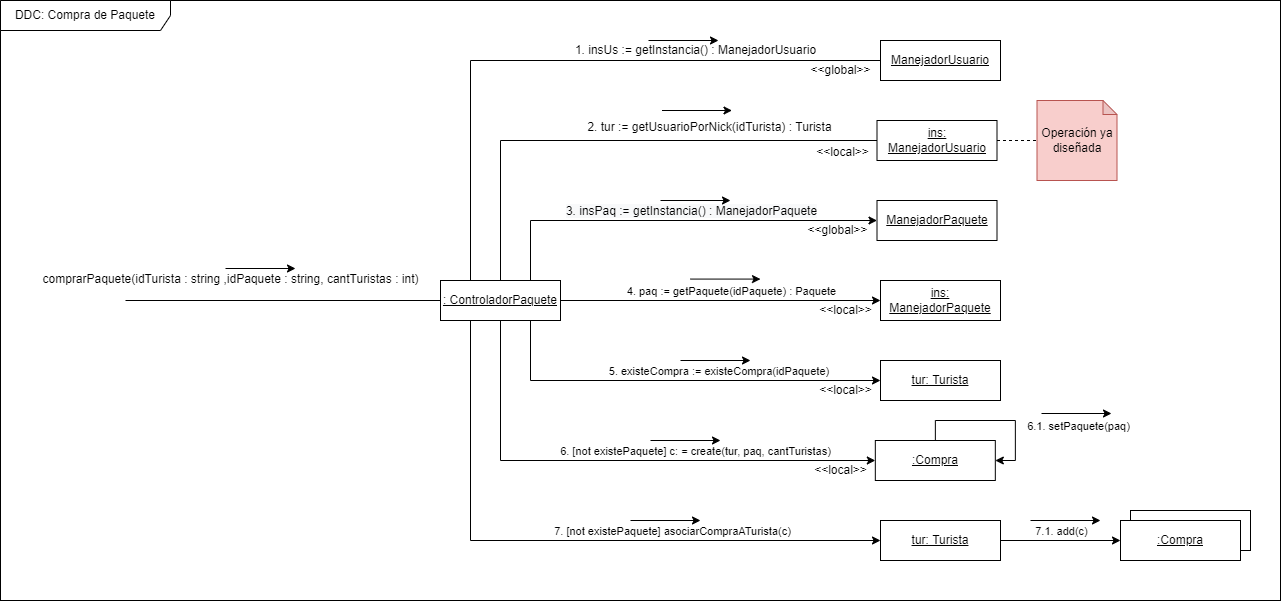 DDC: Compra de Paquete
1. insUs := getInstancia() : ManejadorUsuario
<<global>>
ManejadorUsuario
2. tur := getUsuarioPorNick(idTurista) : Turista
<<local>>
ins:
ManejadorUsuario
Operación ya
diseñada
3. insPaq := getInstancia() : ManejadorPaquete
<<global>>
ManejadorPaquete
comprarPaquete(idTurista : string ,idPaquete : string, cantTuristas : int)
: ControladorPaquete
4. paq := getPaquete(idPaquete) : Paquete
<<local>>
ins:
ManejadorPaquete
5. existeCompra := existeCompra(idPaquete)
<<local>>
tur: Turista
6. [not existePaquete] c: = create(tur, paq, cantTuristas)
<<local>>
:Compra
6.1. setPaquete(paq)
7. [not existePaquete] asociarCompraATurista(c)
tur: Turista
7.1. add(c)
:Compra